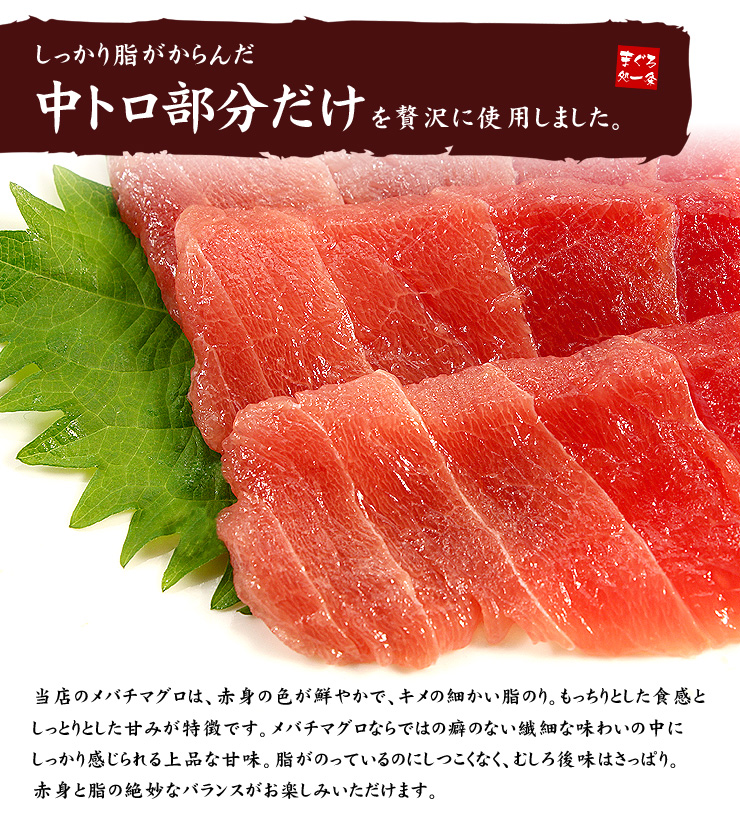 しっかり脂がからんだ
中トロ部分だけを贅沢に使用しました。
まぐろ
処一条
当店のメバチマグロは、赤身の色が鮮やかで、キメの細かい脂のり。もっちりとした食感と
しっとりとした甘みが特徴です。メバチマグロならではの癖のない繊細な味わいの中に
しっかり感じられる上品な甘味。脂がのっているのにしつこくなく、むしろ後味はさっぱり。
赤身と脂の絶妙なバランスがお楽しみいただけます。